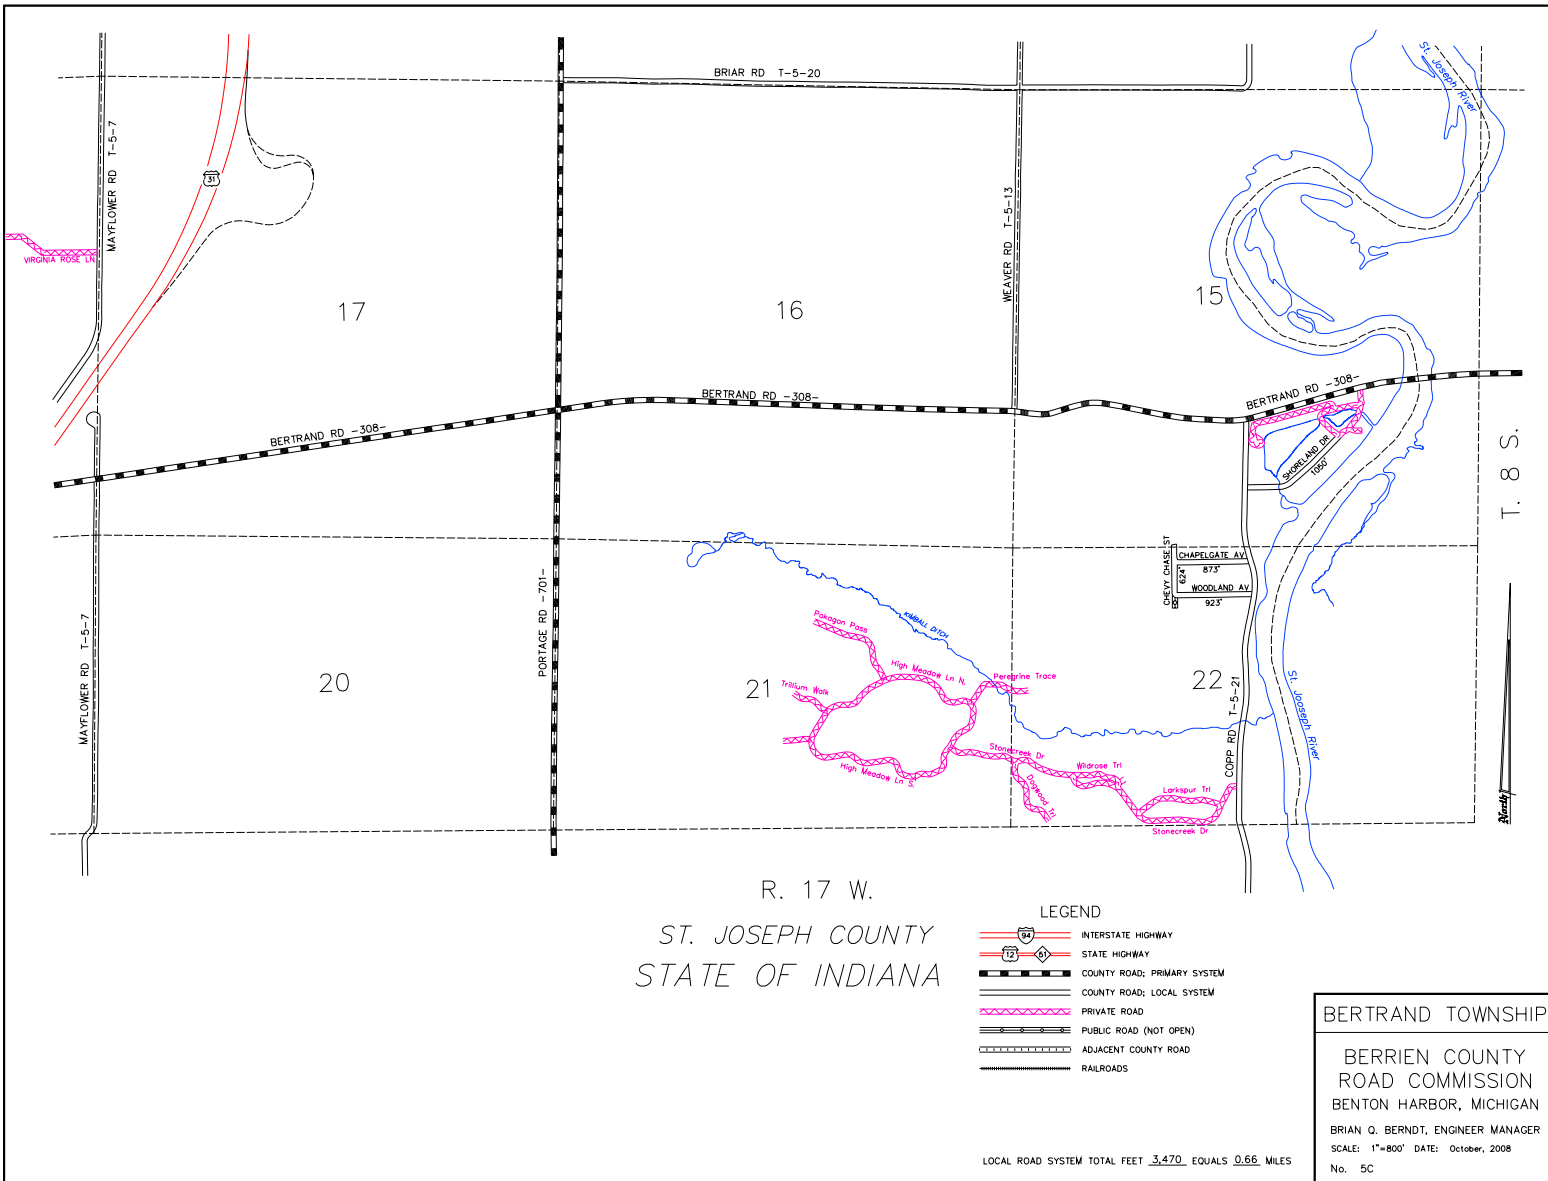 BRIAR RD T-5-20
St. Joseph River
MAYFLOWER RD T-5-7
31
WEAVER RD T-5-13
VIRGINIA ROSE LN
17
16
15
BERTRAND RD -308-
BERTRAND RD -308-
BERTRAND RD -308-
SHORELAND DR
1050'
T. 8 S.
CHEVY CHASE ST
CHAPELGATE AV
624'
873'
WOODLAND AV
923'
PORTAGE RD -701-
KIMBALL DITCH
Pokagon Pass
High Meadow Ln N.
Peregrine Trace
Trillium Walk
MAYFLOWER RD T-5-7
20
21
22
COPP RD T-5-21
St. Jooseph River
Stonecreek Dr
High Meadow Ln S.
Wildrose Trl
Dogwood Trl
Larkspur Trl
Stonecreek Dr
North
R. 17 W.
ST. JOSEPH COUNTY
STATE OF INDIANA
LEGEND
94 INTERSTATE HIGHWAY
12 51 STATE HIGHWAY
COUNTY ROAD; PRIMARY SYSTEM
COUNTY ROAD; LOCAL SYSTEM
PRIVATE ROAD
PUBLIC ROAD (NOT OPEN)
ADJACENT COUNTY ROAD
RAILROADS
LOCAL ROAD SYSTEM TOTAL FEET 3,470 EQUALS 0.66 MILES
BERTRAND TOWNSHIP
BERRIEN COUNTY
ROAD COMMISSION
BENTON HARBOR, MICHIGAN
BRIAN Q. BERNDT, ENGINEER MANAGER
SCALE: 1"=800' DATE: October, 2008
No. 5C